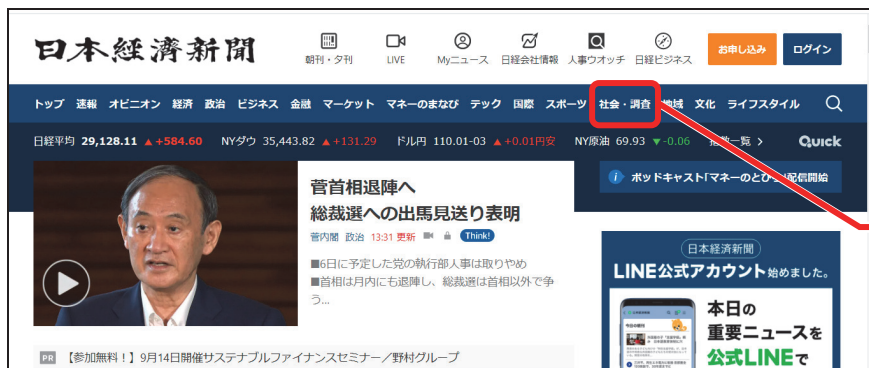 日本経済新聞
朝刊・夕刊 LIVE Myニュース 日経会社情報 人事ウオッチ 日経ビジネス お申し込み ログイン
トップ 速報 オピニオン 経済 政治 ビジネス 金融 マーケット マネーのまなび テック 国際 スポーツ 社会・調査 地域 文化 ライフスタイル
日経平均 29,128.11 ▲+584.60 NYダウ 35,443.82 ▲+131.29 ドル円 110.01-03 ▲+0.01円安 NY原油 69.93 ▼-0.06 一覧 > QUICK
菅首相退陣へ
総裁選への出馬見送り表明
菅内閣 政治 13:31 更新 Think!
■6日に予定した党の執行部人事は取りやめ
■首相は月内にも退陣し、総裁選は首相以外で争
う...
PR 【参加無料！】9月14日開催サステナブルファイナンスセミナー／野村グループ
ポッドキャスト「マネーのとび 」配信開始
日本経済新聞
LINE公式アカウント始めました。
本日の
重要ニュースを
公式LINEで